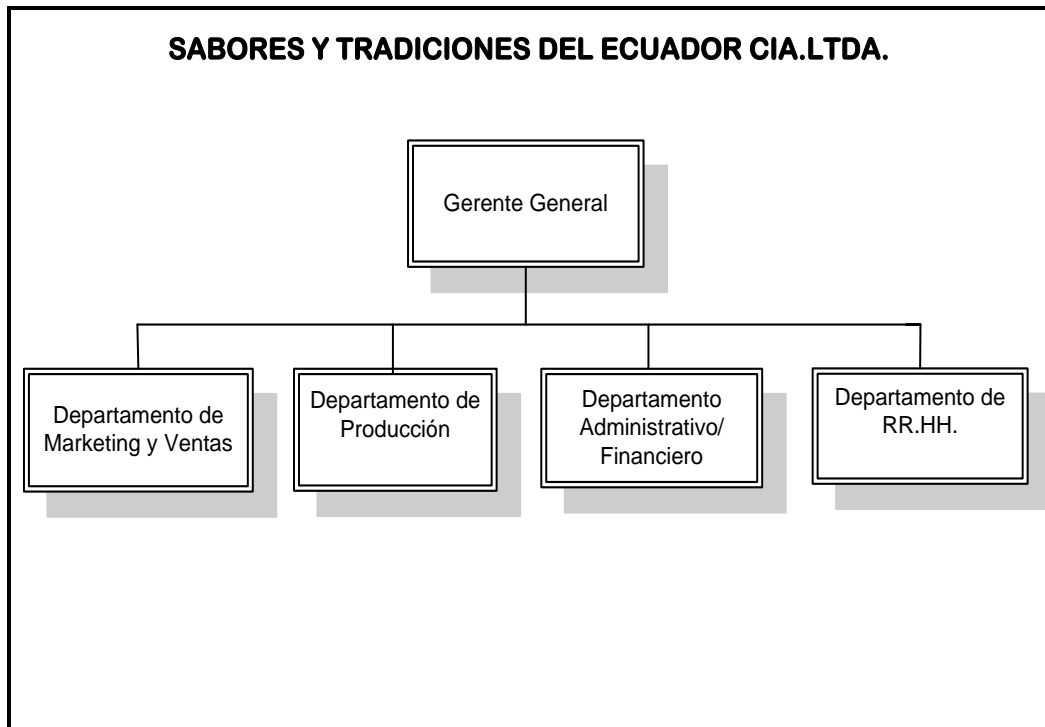 SABORES Y TRADICIONES DEL ECUADOR CIA.LTDA.
Gerente General
Departamento de
Marketing y Ventas
Departamento de
Producción
Departamento
Administrativo/
Financiero
Departamento de
RR.HH.